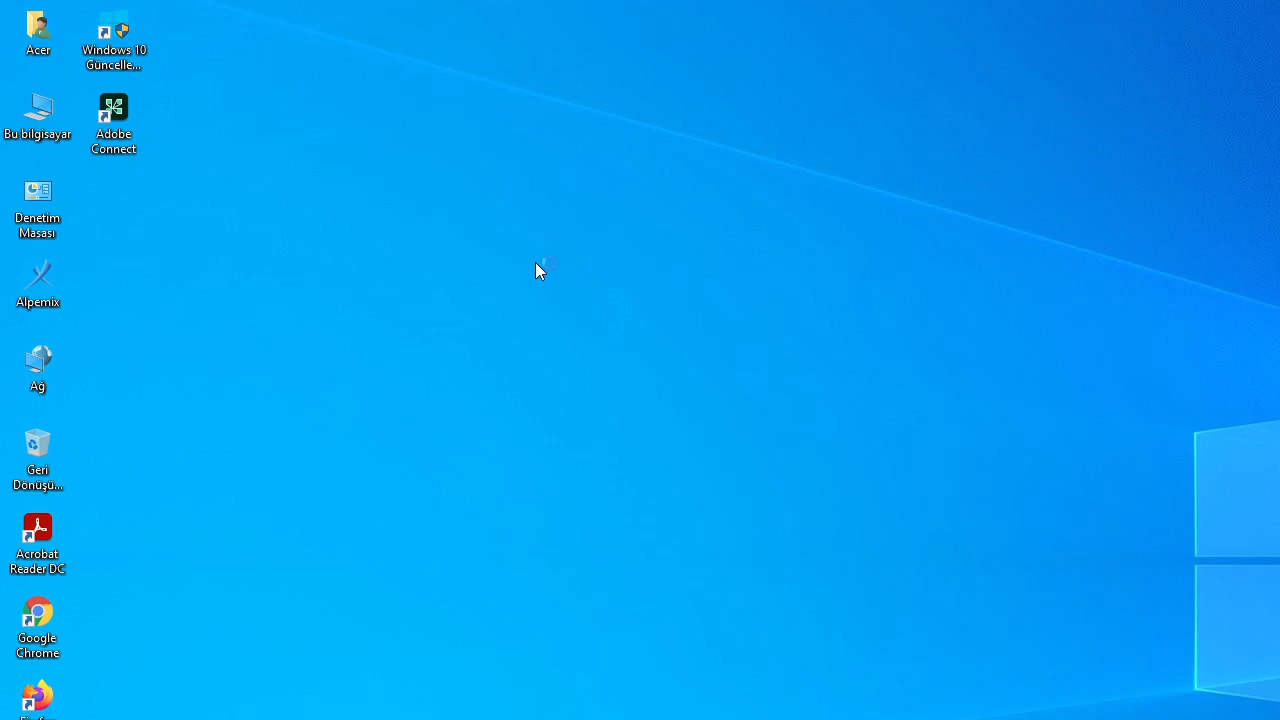 Acer
Windows 10
Güncelle...
Bu bilgisayar
Adobe
Connect
Denetim
Masası
Alpemix
Ağ
Geri
Dönüşü...
Acrobat
Reader DC
Google
Chrome